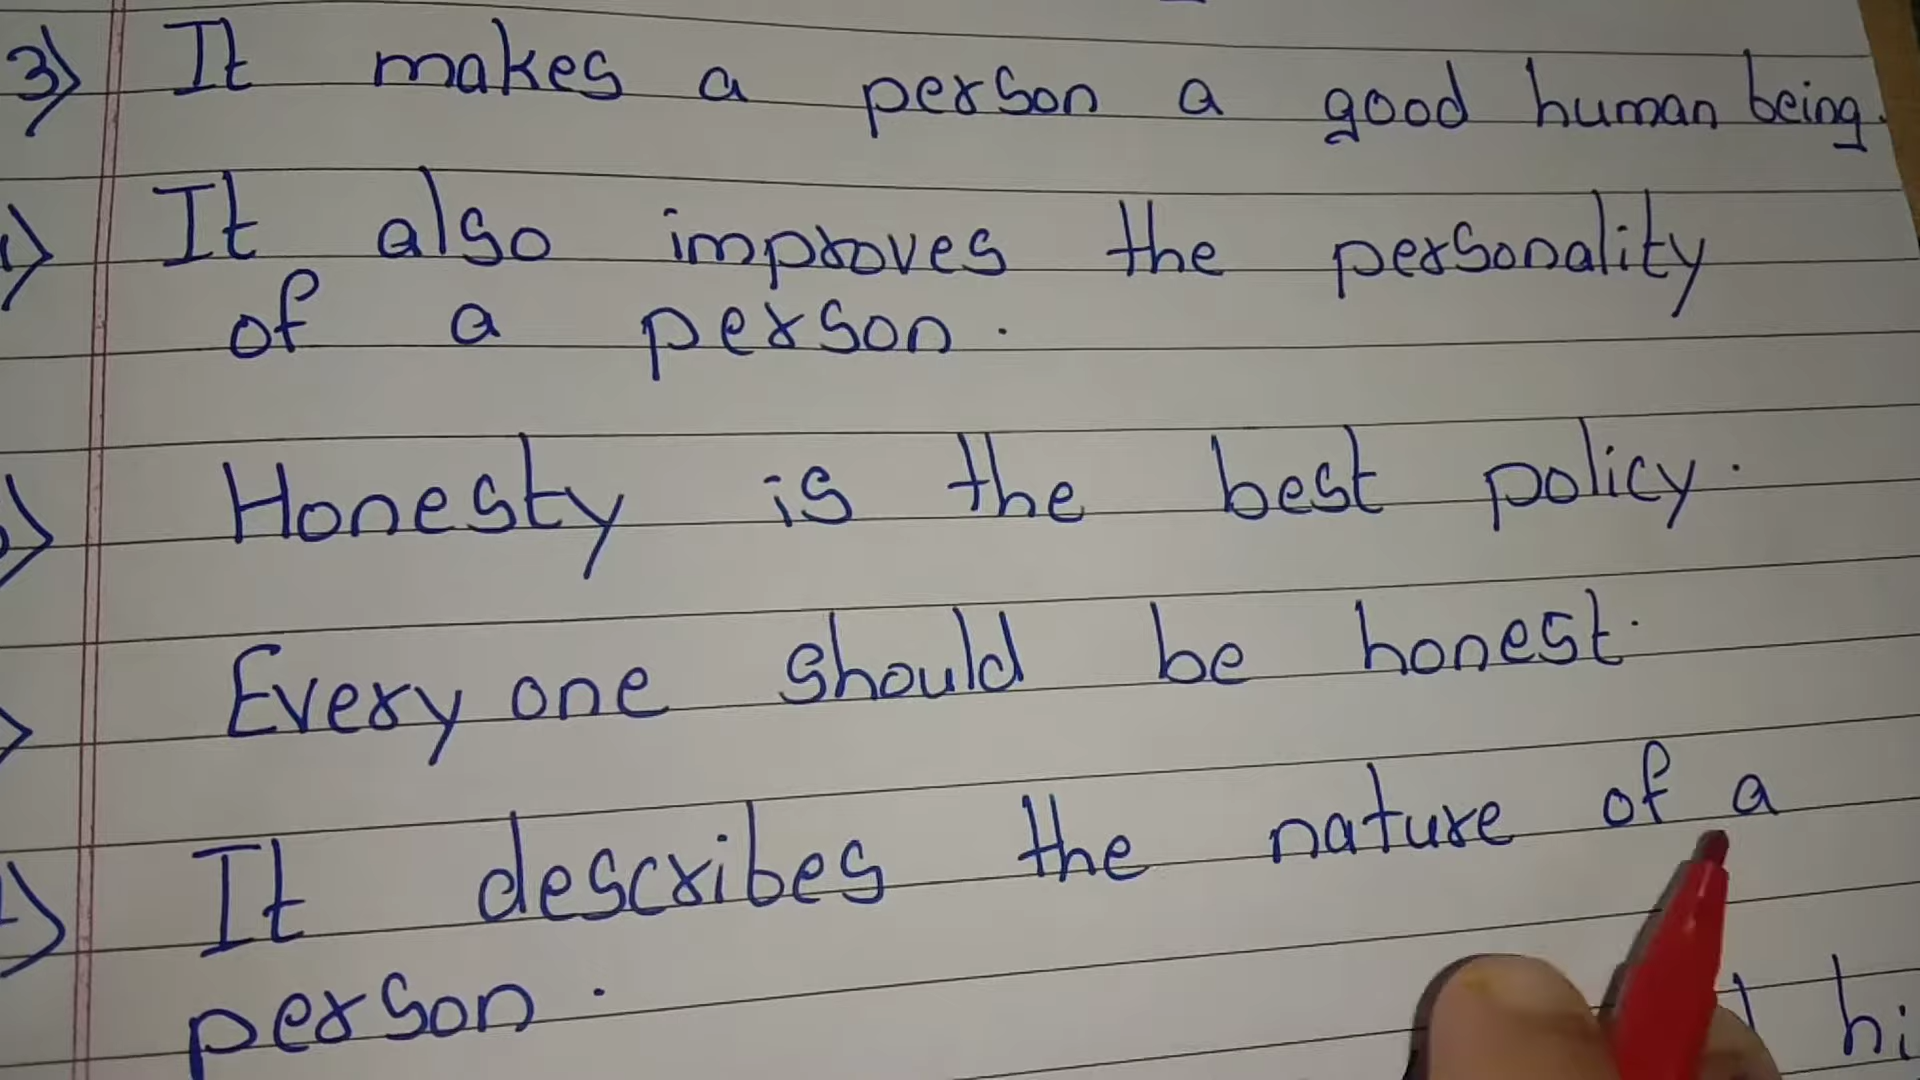 3) It makes a person a good human being.
) It also improves the personality
of a person.
) Honesty is the best policy.
) Every one should be honest.
) It describes the nature of a
person.
hi